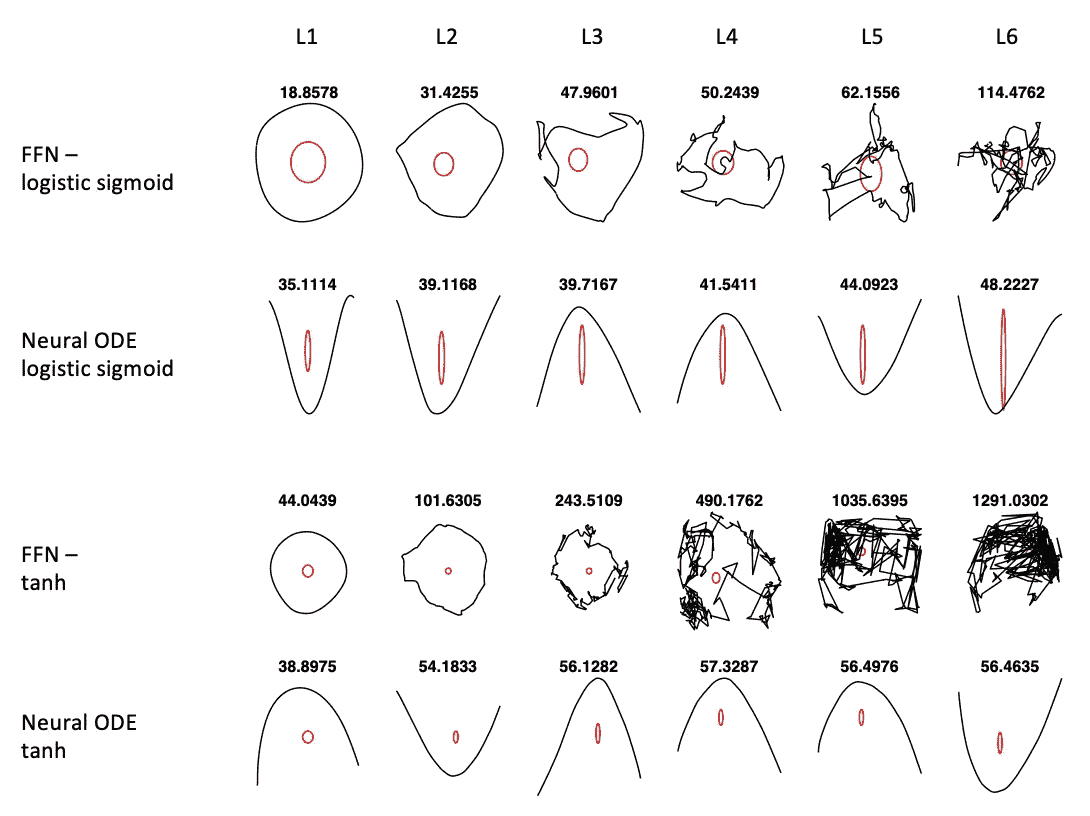 L1 L2 L3 L4 L5 L6
18.8578 31.4255 47.9601 50.2439 62.1556 114.4762
FFN –
logistic sigmoid
35.1114 39.1168 39.7167 41.5411 44.0923 48.2227
Neural ODE
logistic sigmoid
44.0439 101.6305 243.5109 490.1762 1035.6395 1291.0302
FFN –
tanh
38.8975 54.1833 56.1282 57.3287 56.4976 56.4635
Neural ODE
tanh